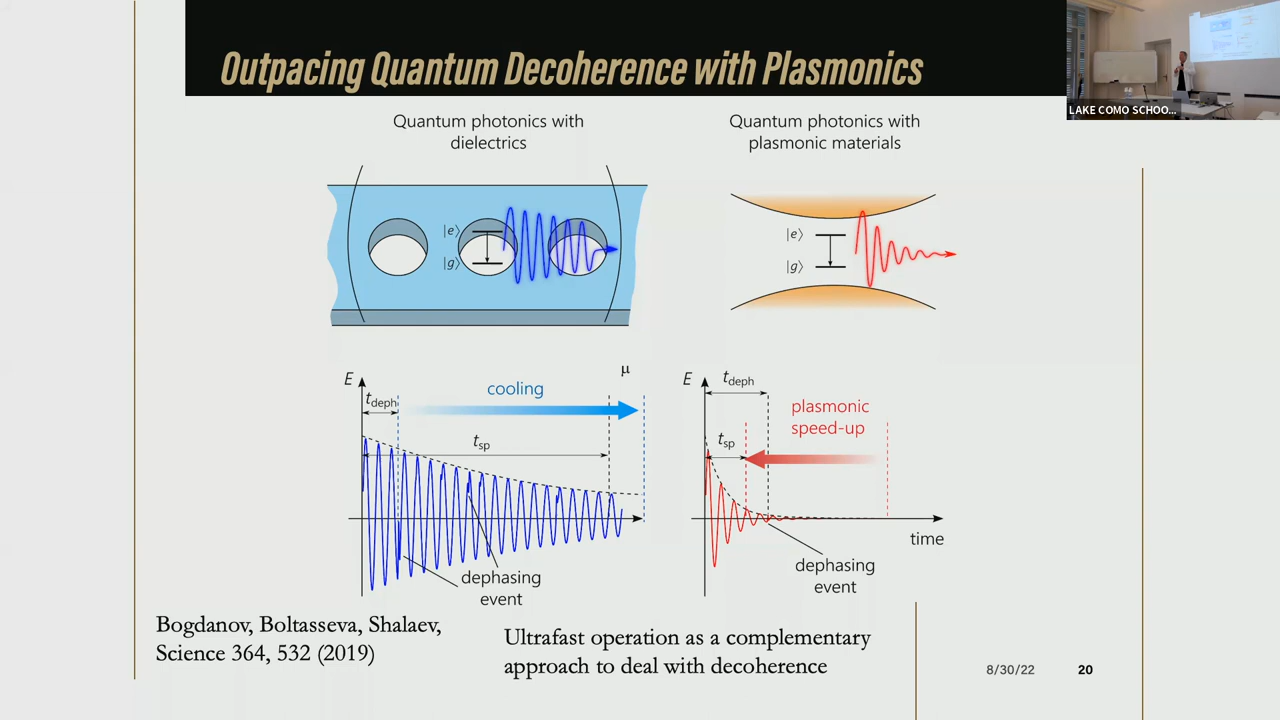 Outpacing Quantum Decoherence with Plasmonics
LAKE COMO SCHOO...
Quantum photonics with
dielectrics
Quantum photonics with
plasmonic materials
|e⟩
|g⟩
|e⟩
|g⟩
E
t_deph
cooling
μ
t_sp
dephasing
event
E
t_deph
plasmonic
speed-up
t_sp
time
dephasing
event
Bogdanov, Boltasseva, Shalaev,
Science 364, 532 (2019)
Ultrafast operation as a complementary
approach to deal with decoherence
8/30/22
20